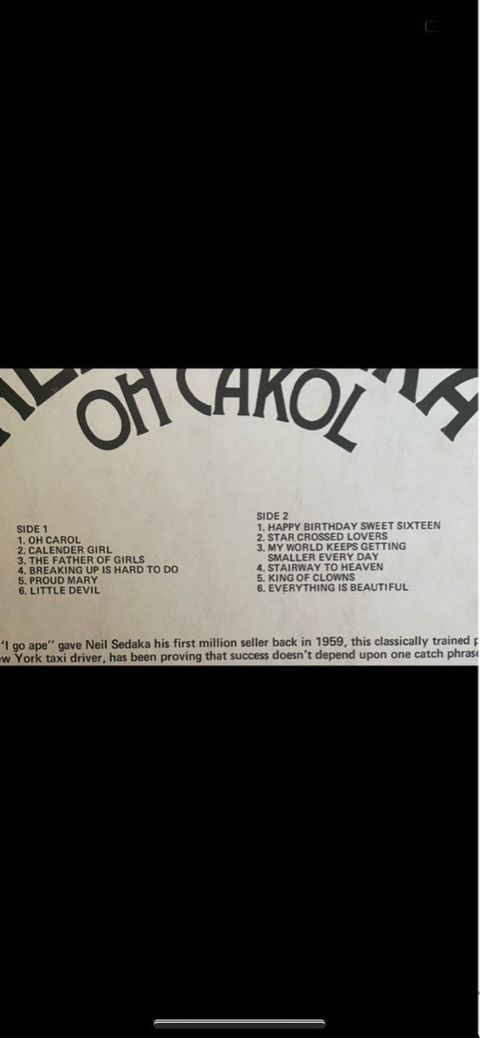 OH CAROL
SIDE 1
1. OH CAROL
2. CALENDER GIRL
3. THE FATHER OF GIRLS
4. BREAKING UP IS HARD TO DO
5. PROUD MARY
6. LITTLE DEVIL
SIDE 2
1. HAPPY BIRTHDAY SWEET SIXTEEN
2. STAR CROSSED LOVERS
3. MY WORLD KEEPS GETTING
SMALLER EVERY DAY
4. STAIRWAY TO HEAVEN
5. KING OF CLOWNS
6. EVERYTHING IS BEAUTIFUL
"I go ape" gave Neil Sedaka his first million seller back in 1959, this classically trained
York taxi driver, has been proving that success doesn't depend upon one catch phrase